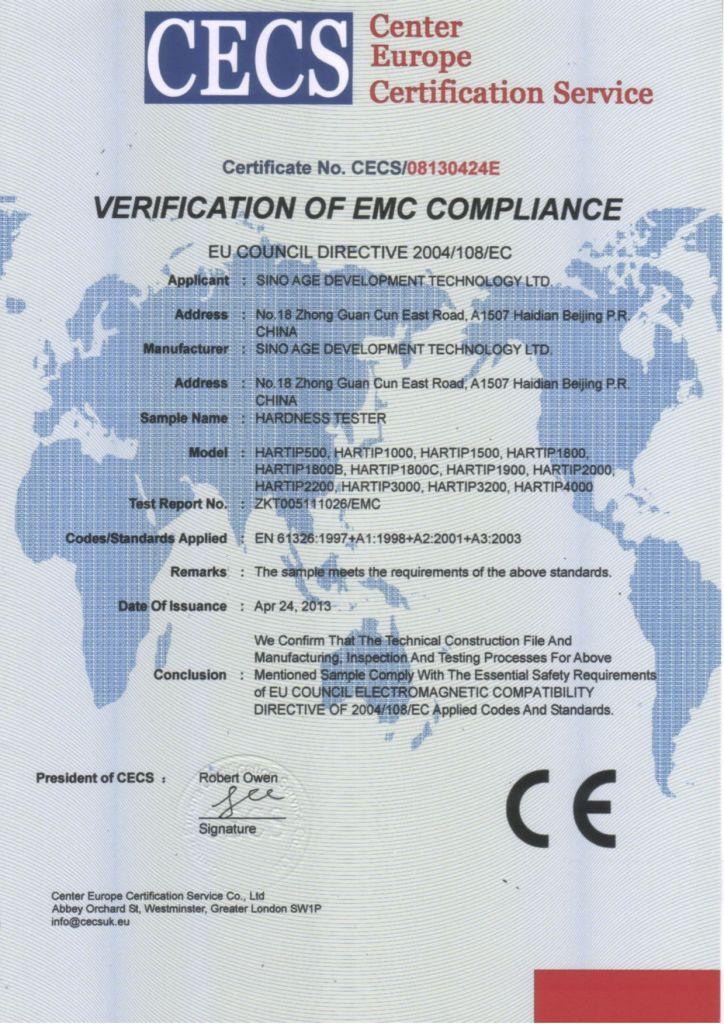 CECS
Center
Europe
Certification Service
Certificate No. CECS/08130424E
VERIFICATION OF EMC COMPLIANCE
EU COUNCIL DIRECTIVE 2004/108/EC
Applicant : SINO AGE DEVELOPMENT TECHNOLOGY LTD.
Address : No.18 Zhong Guan Cun East Road, A1507 Haidian Beijing P.R.
CHINA
Manufacturer : SINO AGE DEVELOPMENT TECHNOLOGY LTD.
Address : No.18 Zhong Guan Cun East Road, A1507 Haidian Beijing P.R.
CHINA
Sample Name : HARDNESS TESTER
Model : HARTIP500, HARTIP1000, HARTIP1500, HARTIP1800,
HARTIP1800B, HARTIP1800C, HARTIP1900, HARTIP2000,
HARTIP2200, HARTIP3000, HARTIP3200, HARTIP4000
Test Report No. : ZKT005111026/EMC
Codes/Standards Applied : EN 61326:1997+A1:1998+A2:2001+A3:2003
Remarks : The sample meets the requirements of the above standards.
Date Of Issuance : Apr 24, 2013
We Confirm That The Technical Construction File And
Manufacturing, Inspection And Testing Processes For Above
Conclusion : Mentioned Sample Comply With The Essential Safety Requirements
of EU COUNCIL ELECTROMAGNETIC COMPATIBILITY
DIRECTIVE OF 2004/108/EC Applied Codes And Standards.
President of CECS : Robert Owen
Signature
CE
Center Europe Certification Service Co., Ltd
Abbey Orchard St, Westminster, Greater London SW1P
info@cecsuk.eu